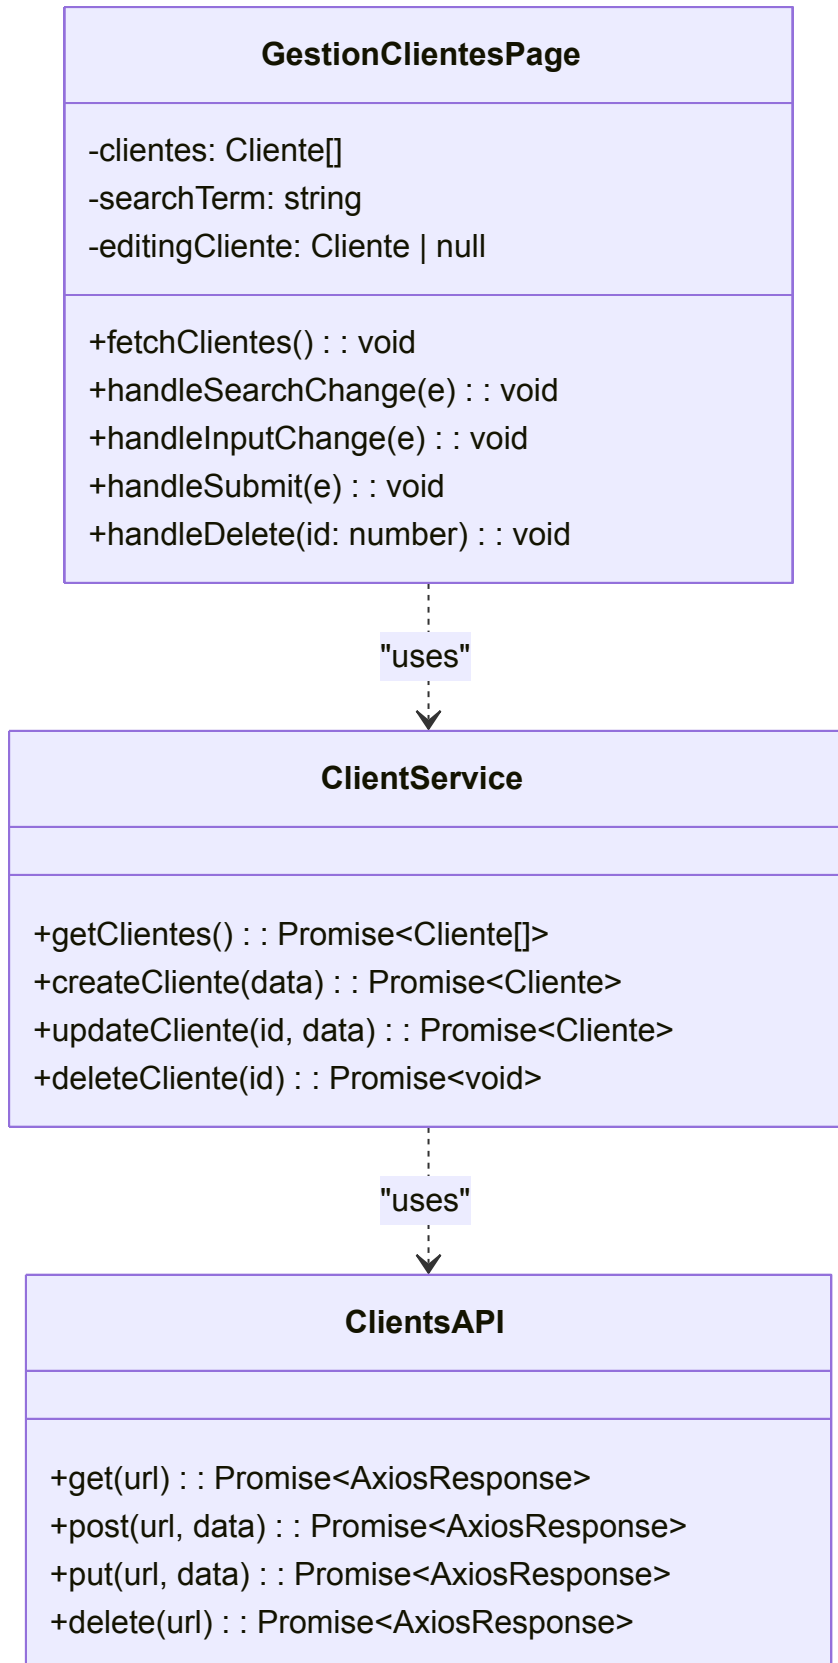 GestionClientesPage
-clientes: Cliente[]
-searchTerm: string
-editingCliente: Cliente | null
+fetchClientes() : : void
+handleSearchChange(e) : : void
+handleInputChange(e) : : void
+handleSubmit(e) : : void
+handleDelete(id: number) : : void
"uses"
ClientService
+getClientes() : : Promise<Cliente[]>
+createCliente(data) : : Promise<Cliente>
+updateCliente(id, data) : : Promise<Cliente>
+deleteCliente(id) : : Promise<void>
"uses"
ClientsAPI
+get(url) : : Promise<AxiosResponse>
+post(url, data) : : Promise<AxiosResponse>
+put(url, data) : : Promise<AxiosResponse>
+delete(url) : : Promise<AxiosResponse>